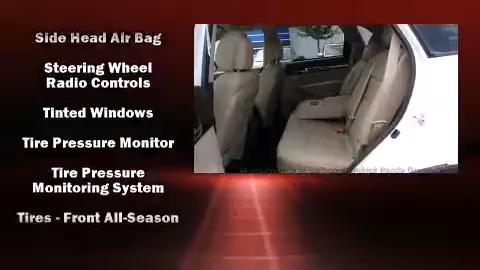 Side Head Air Bag
Steering Wheel
Radio Controls
Tinted Windows
Tire Pressure Monitor
Tire Pressure
Monitoring System
Tires - Front All-Season